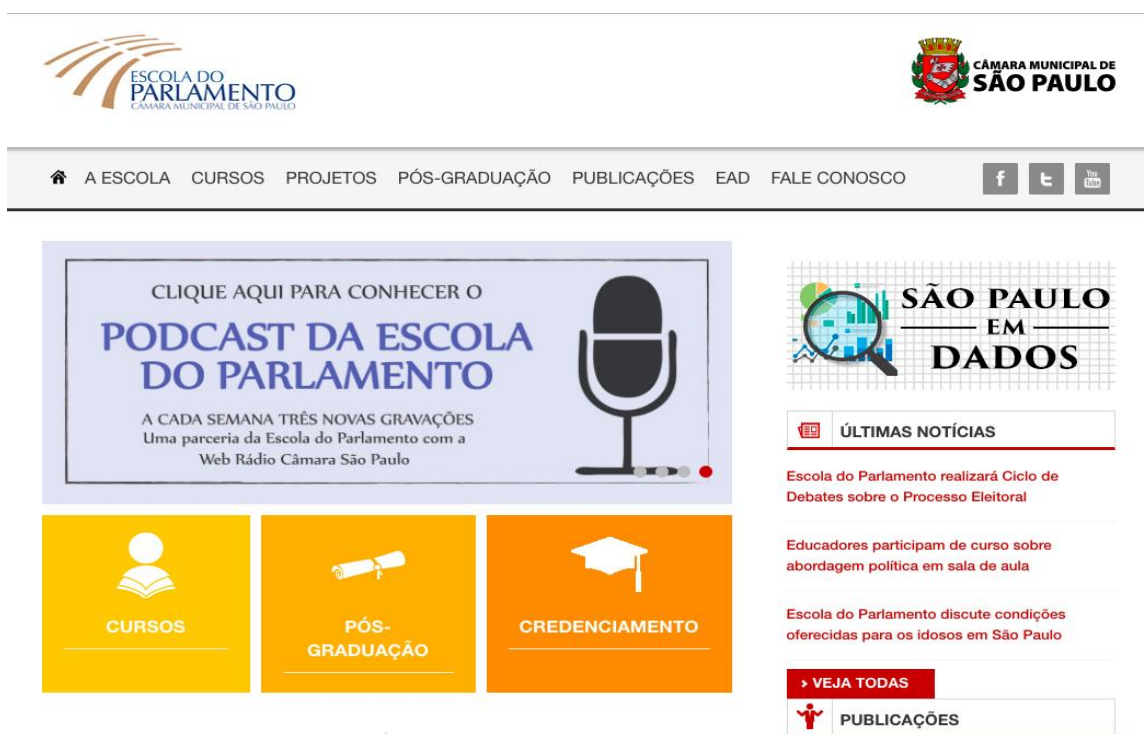 ESCOLA DO
PARLAMENTO
CÂMARA MUNICIPAL DE SÃO PAULO
CÂMARA MUNICIPAL DE
SÃO PAULO
A ESCOLA CURSOS PROJETOS PÓS-GRADUAÇÃO PUBLICAÇÕES EAD FALE CONOSCO
f t You Tube
CLIQUE AQUI PARA CONHECER O
PODCAST DA ESCOLA
DO PARLAMENTO
A CADA SEMANA TRÊS NOVAS GRAVAÇÕES
Uma parceria da Escola do Parlamento com a
Web Rádio Câmara São Paulo
SÃO PAULO
EM
DADOS
ÚLTIMAS NOTÍCIAS
Escola do Parlamento realizará Ciclo de
Debates sobre o Processo Eleitoral
Educadores participam de curso sobre
abordagem política em sala de aula
Escola do Parlamento discute condições
oferecidas para os idosos em São Paulo
› VEJA TODAS
PUBLICAÇÕES
CURSOS
PÓS-
GRADUAÇÃO
CREDENCIAMENTO